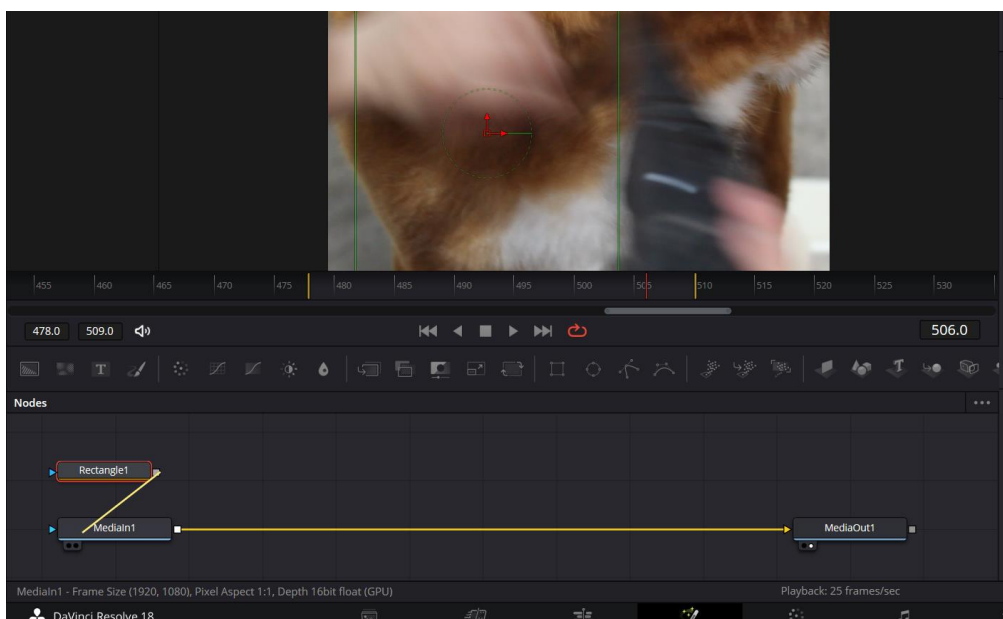 455 460 465 470 475 480 485 490 495 500 505 510 515 520 525 530
478.0 509.0 506.0
T T
Nodes
Rectangle1
MediaIn1 MediaOut1
MediaIn1 - Frame Size (1920, 1080), Pixel Aspect 1:1, Depth 16bit float (GPU) Playback: 25 frames/sec
DaVinci Resolve 18